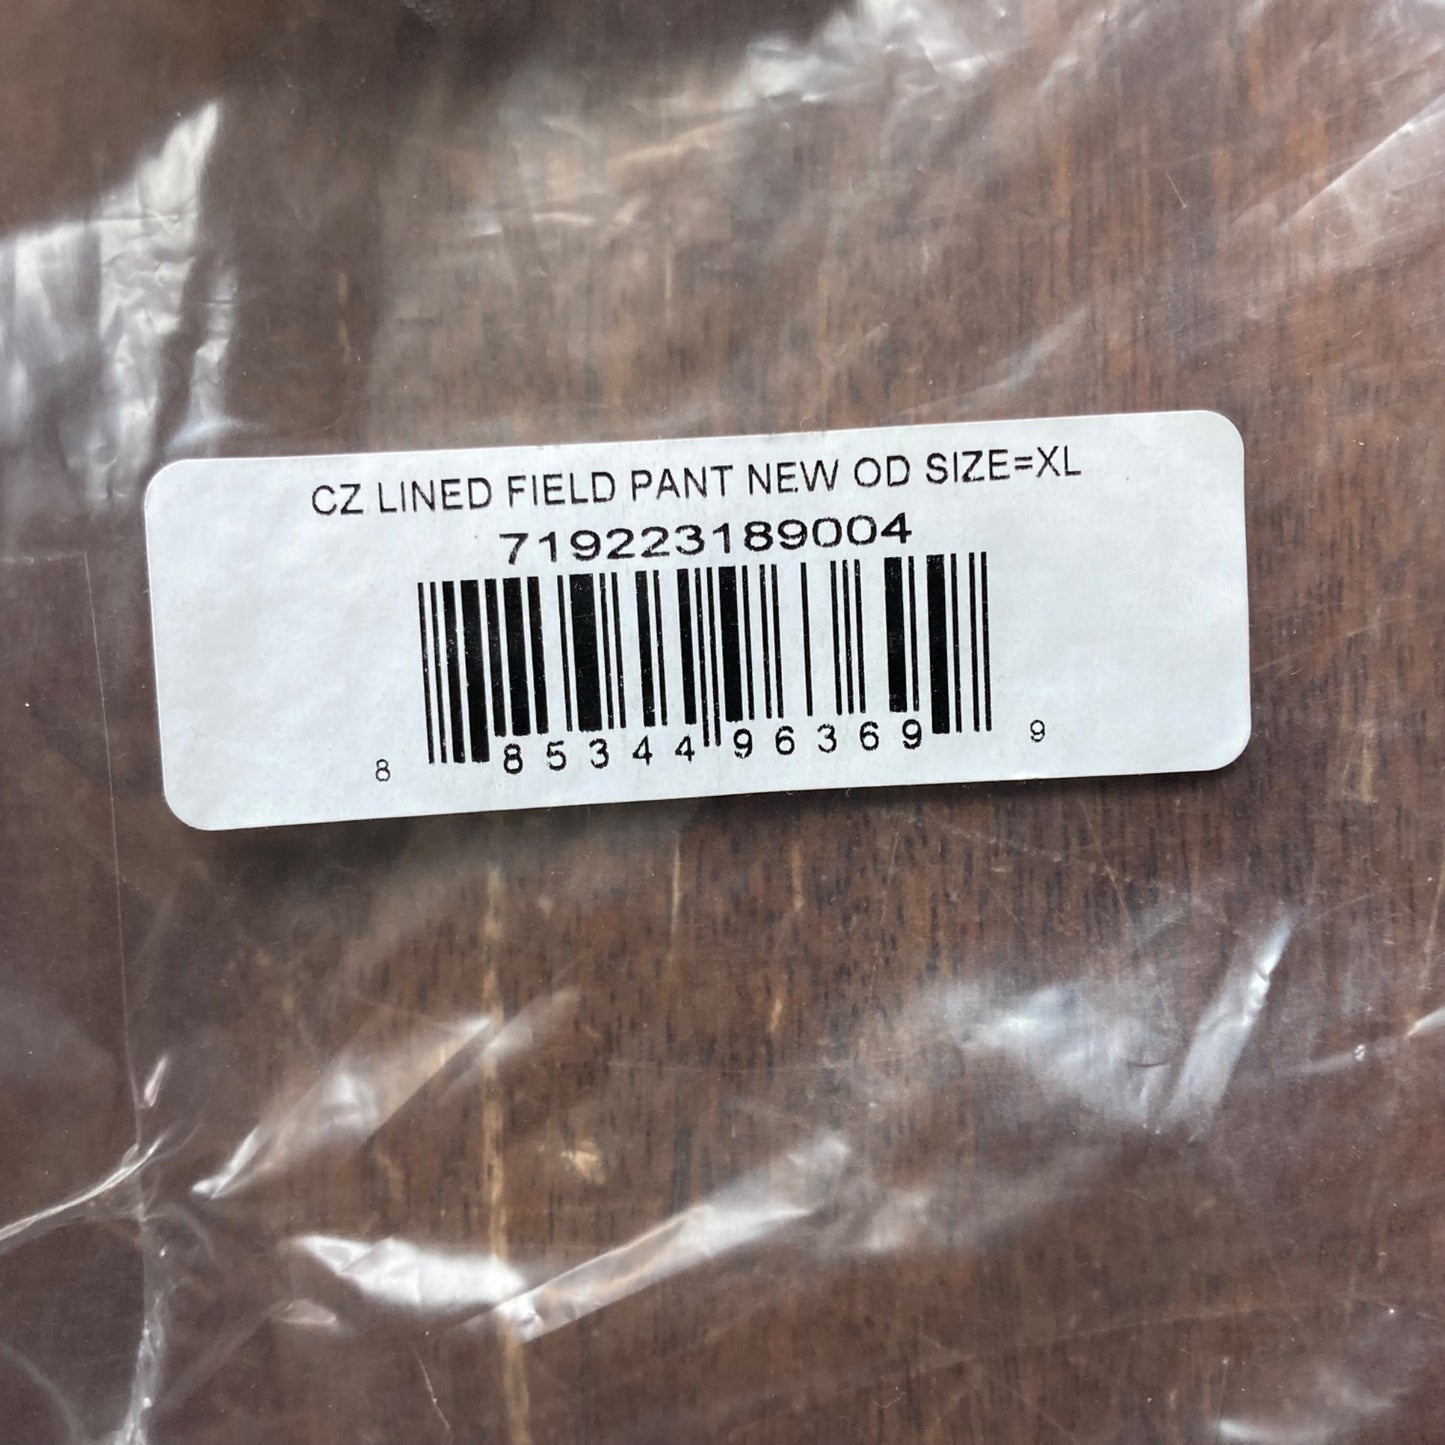 CZ LINED FIELD PANT NEW OD SIZE=XL
719223189004
8 85344 96369 9